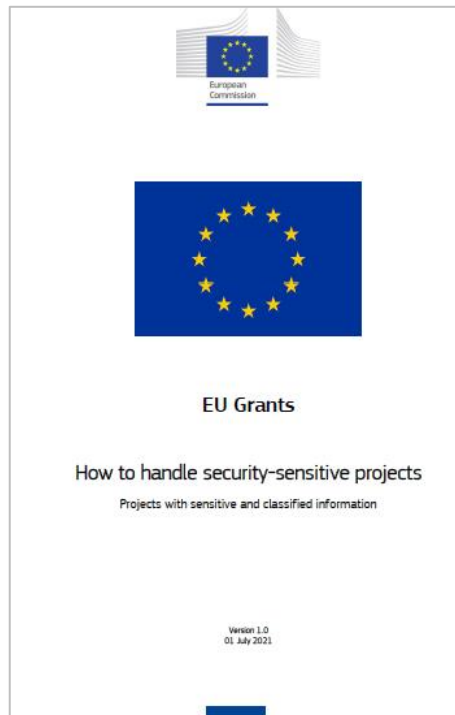 European
Commission
EU Grants
How to handle security-sensitive projects
Projects with sensitive and classified information
Version 1.0
01 July 2021